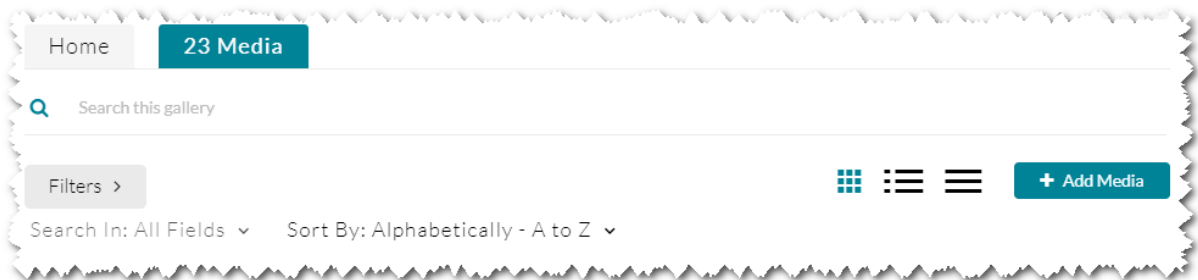 Home 23 Media
Search this gallery
Filters > + Add Media
Search In: All Fields Sort By: Alphabetically - A to Z